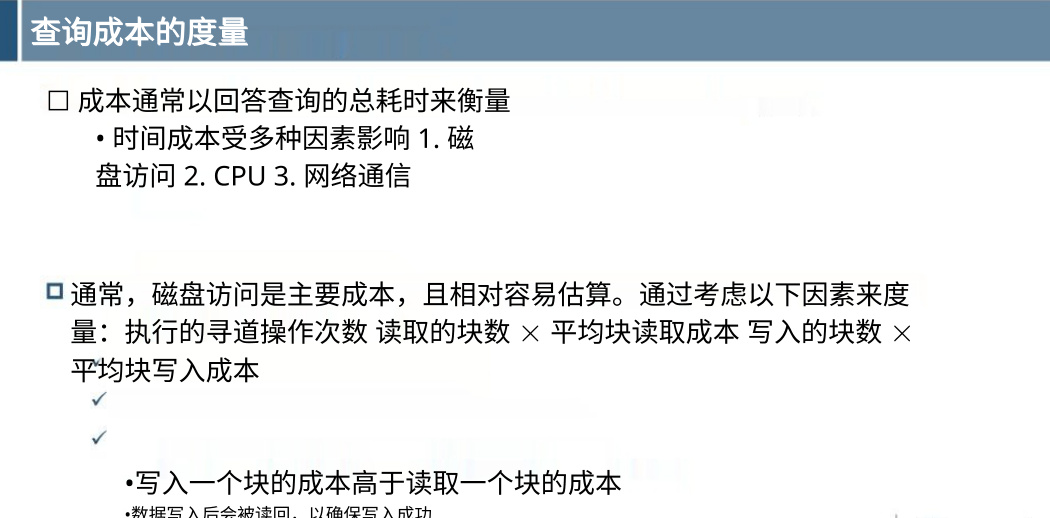 查询成本的度量
□ 成本通常以回答查询的总耗时来衡量
• 时间成本受多种因素影响 1. 磁
盘访问 2. CPU 3. 网络通信
通常，磁盘访问是主要成本，且相对容易估算。通过考虑以下因素来度
量：执行的寻道操作次数 读取的块数 × 平均块读取成本 写入的块数 ×
平均块写入成本
✓
✓
•写入一个块的成本高于读取一个块的成本
•数据写入后会被读回，以确保写入成功